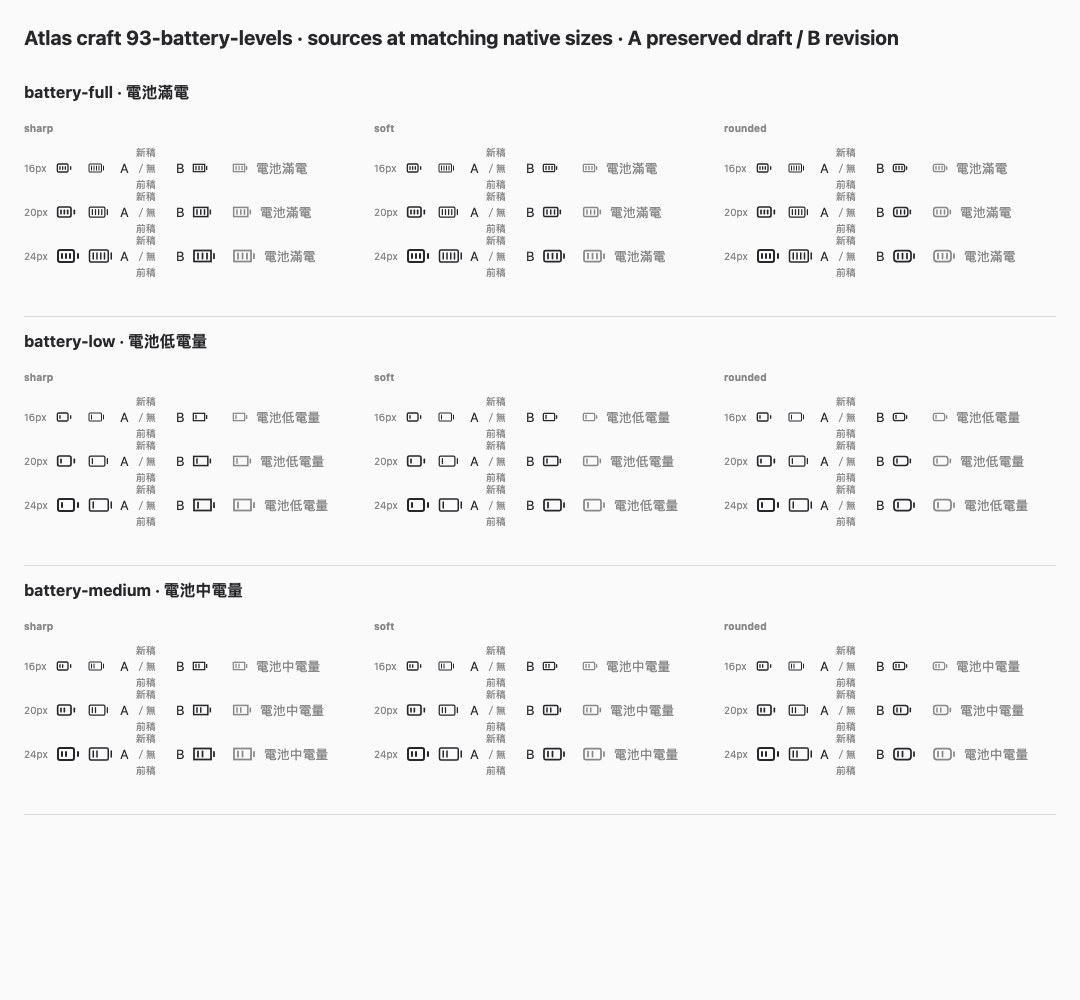 Atlas craft 93-battery-levels · sources at matching native sizes · A preserved draft / B revision
battery-full · 電池滿電
sharp soft rounded
16px A 新稿 / 無前稿 B 電池滿電 16px A 新稿 / 無前稿 B 電池滿電 16px A 新稿 / 無前稿 B 電池滿電
20px A 新稿 / 無前稿 B 電池滿電 20px A 新稿 / 無前稿 B 電池滿電 20px A 新稿 / 無前稿 B 電池滿電
24px A 新稿 / 無前稿 B 電池滿電 24px A 新稿 / 無前稿 B 電池滿電 24px A 新稿 / 無前稿 B 電池滿電
battery-low · 電池低電量
sharp soft rounded
16px A 新稿 / 無前稿 B 電池低電量 16px A 新稿 / 無前稿 B 電池低電量 16px A 新稿 / 無前稿 B 電池低電量
20px A 新稿 / 無前稿 B 電池低電量 20px A 新稿 / 無前稿 B 電池低電量 20px A 新稿 / 無前稿 B 電池低電量
24px A 新稿 / 無前稿 B 電池低電量 24px A 新稿 / 無前稿 B 電池低電量 24px A 新稿 / 無前稿 B 電池低電量
battery-medium · 電池中電量
sharp soft rounded
16px A 新稿 / 無前稿 B 電池中電量 16px A 新稿 / 無前稿 B 電池中電量 16px A 新稿 / 無前稿 B 電池中電量
20px A 新稿 / 無前稿 B 電池中電量 20px A 新稿 / 無前稿 B 電池中電量 20px A 新稿 / 無前稿 B 電池中電量
24px A 新稿 / 無前稿 B 電池中電量 24px A 新稿 / 無前稿 B 電池中電量 24px A 新稿 / 無前稿 B 電池中電量